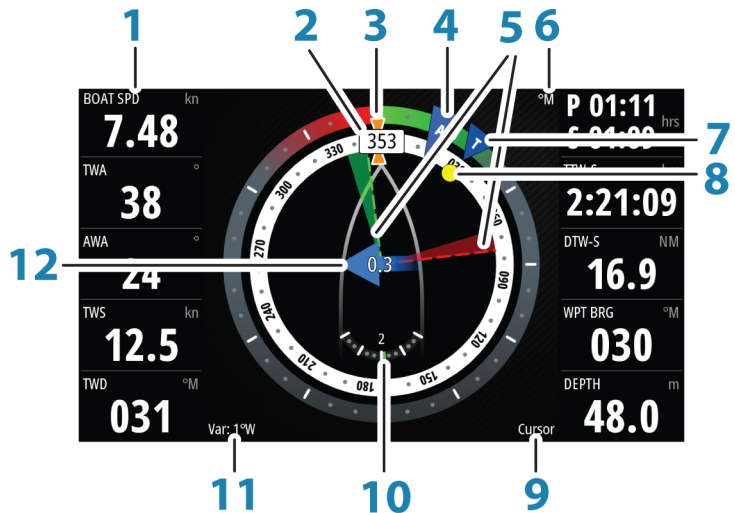 1
2
3
4
5
6
BOAT SPD kn
7.48
TWA °
38
AWA °
24
TWS kn
12.5
TWD °M
031
°M
P 01:11
hrs
S 01:09
2:21:09
DTW-S NM
16.9
WPT BRG °M
030
DEPTH m
48.0
353
A
T
330
300
270
240
210
180
150
120
060
0.3
2
7
8
12
Var: 1°W
Cursor
11
10
9